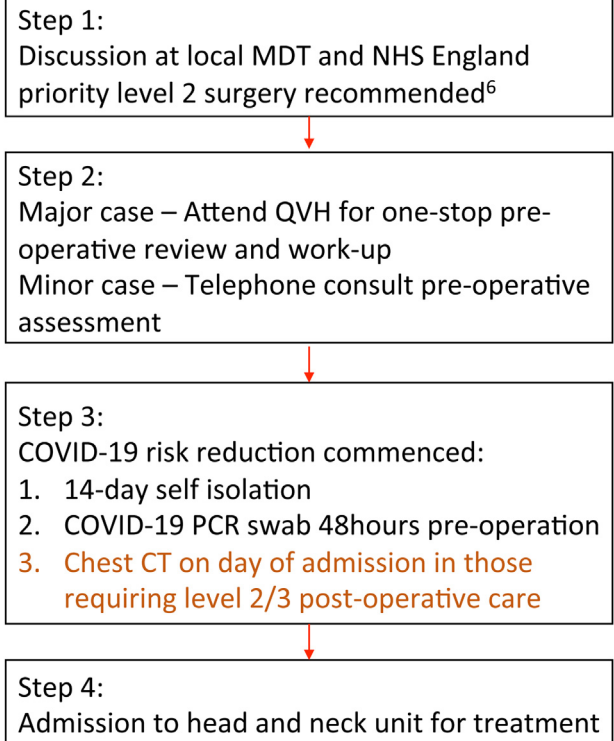 Step 1:
Discussion at local MDT and NHS England
priority level 2 surgery recommended⁶
Step 2:
Major case – Attend QVH for one-stop pre-
operative review and work-up
Minor case – Telephone consult pre-operative
assessment
Step 3:
COVID-19 risk reduction commenced:
1. 14-day self isolation
2. COVID-19 PCR swab 48hours pre-operation
3. Chest CT on day of admission in those
requiring level 2/3 post-operative care
Step 4:
Admission to head and neck unit for treatment